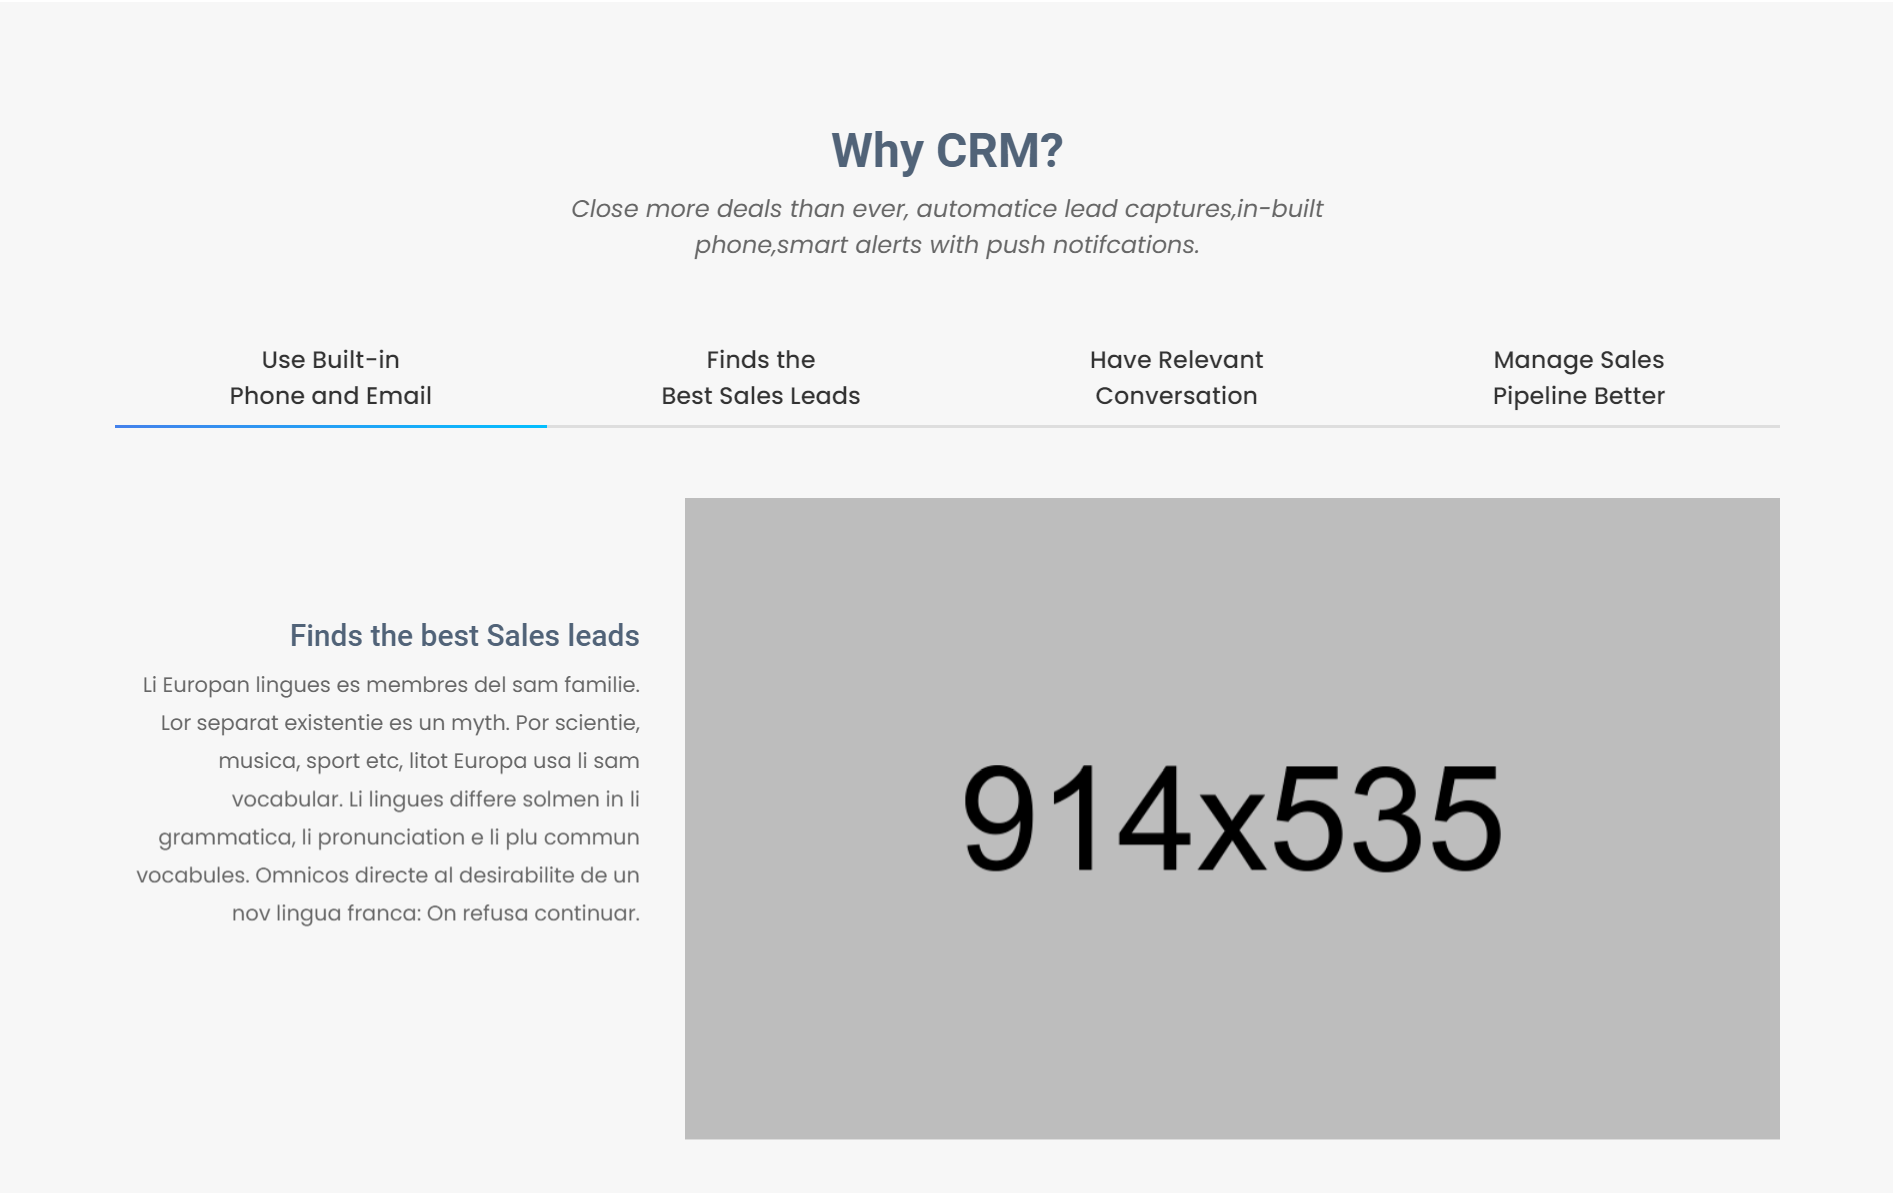 Why CRM?
Close more deals than ever, automatice lead captures,in-built
phone,smart alerts with push notifcations.
Use Built-in
Phone and Email
Finds the
Best Sales Leads
Have Relevant
Conversation
Manage Sales
Pipeline Better
Finds the best Sales leads
Li Europan lingues es membres del sam familie.
Lor separat existentie es un myth. Por scientie,
musica, sport etc, litot Europa usa li sam
vocabular. Li lingues differe solmen in li
grammatica, li pronunciation e li plu commun
vocabules. Omnicos directe al desirabilite de un
nov lingua franca: On refusa continuar.
914x535